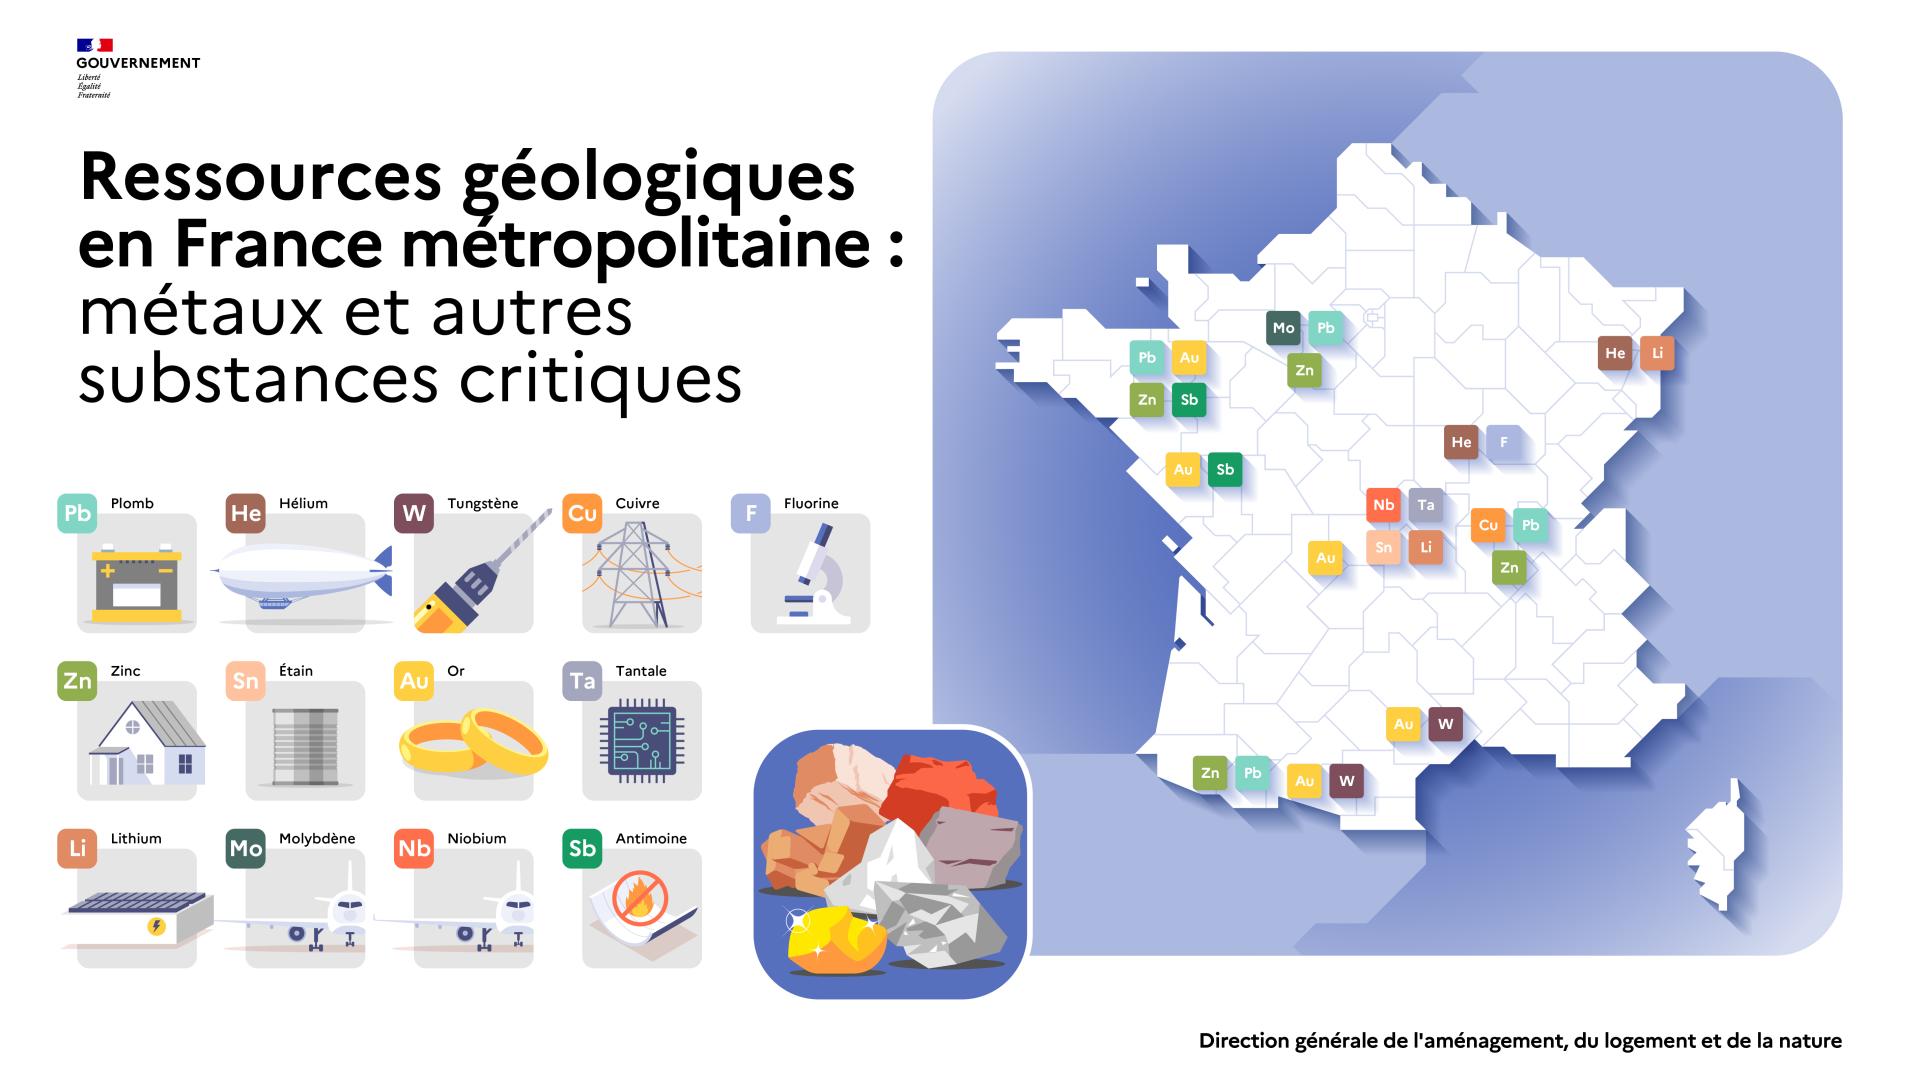 GOUVERNEMENT
Liberté
Égalité
Fraternité
Ressources géologiques
en France métropolitaine :
métaux et autres
substances critiques
Pb Plomb
He Hélium
W Tungstène
Cu Cuivre
F Fluorine
Zn Zinc
Sn Étain
Au Or
Ta Tantale
Li Lithium
Mo Molybdène
Nb Niobium
Sb Antimoine
Mo Pb
Zn
Pb Au
Zn Sb
He Li
He F
Au Sb
Nb Ta
Sn Li
Cu Pb
Zn
Au
Au W
Zn Pb
Au W
Direction générale de l'aménagement, du logement et de la nature